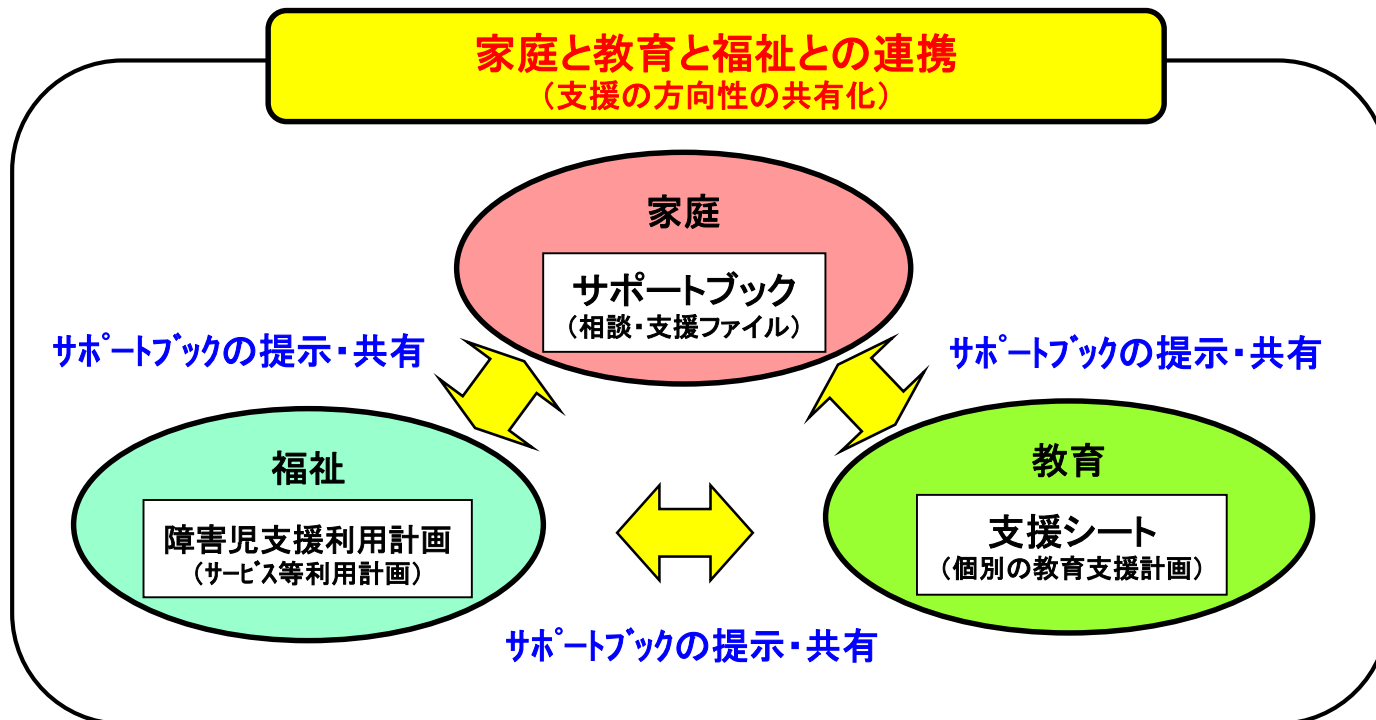 家庭と教育と福祉との連携
（支援の方向性の共有化）
家庭
サポートブック
（相談・支援ファイル）
ｻﾎﾟｰﾄﾌﾞｯｸの提示・共有
ｻﾎﾟｰﾄﾌﾞｯｸの提示・共有
福祉
障害児支援利用計画
（ｻｰﾋﾞｽ等利用計画）
教育
支援シート
（個別の教育支援計画）
ｻﾎﾟｰﾄﾌﾞｯｸの提示・共有